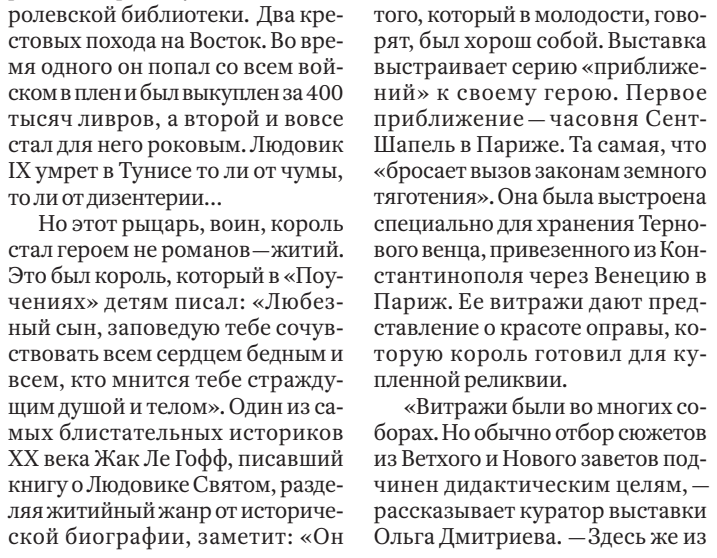 ролевской библиотеки. Два кре-
стовых похода на Восток. Во вре-
мя одного он попал со всем вой-
ском в плен и был выкуплен за 400
тысяч ливров, а второй и вовсе
стал для него роковым. Людовик
IX умрет в Тунисе то ли от чумы,
то ли от дизентерии...
Но этот рыцарь, воин, король
стал героем не романов—житий.
Это был король, который в «Поу-
чениях» детям писал: «Любез-
ный сын, заповедую тебе сочув-
ствовать всем сердцем бедным и
всем, кто мнится тебе стражду-
щим душой и телом». Один из са-
мых блистательных историков
XX века Жак Ле Гофф, писавший
книгу о Людовике Святом, разде-
ляя житийный жанр от историче-
ской биографии, заметит: «Он
того, который в молодости, гово-
рят, был хорош собой. Выставка
выстраивает серию «приближе-
ний» к своему герою. Первое
приближение — часовня Сент-
Шапель в Париже. Та самая, что
«бросает вызов законам земного
тяготения». Она была выстроена
специально для хранения Терно-
вого венца, привезенного из Кон-
стантинополя через Венецию в
Париж. Ее витражи дают пред-
ставление о красоте оправы, ко-
торую король готовил для ку-
пленной реликвии.
«Витражи были во многих со-
борах. Но обычно отбор сюжетов
из Ветхого и Нового заветов под-
чинен дидактическим целям, —
рассказывает куратор выставки
Ольга Дмитриева. —Здесь же из